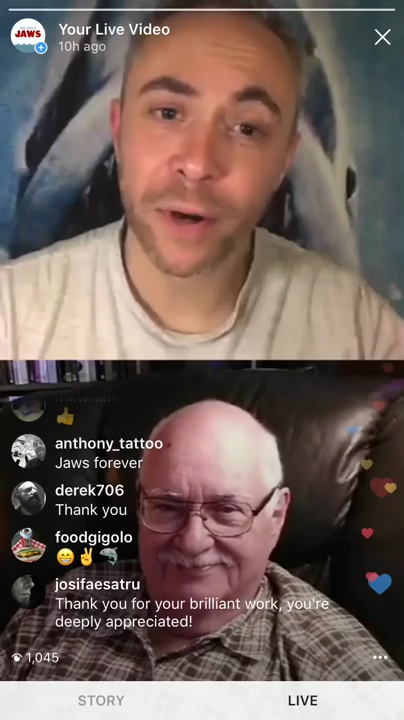 JAWS
Your Live Video
10h ago
anthony_tattoo
Jaws forever
derek706
Thank you
foodgigolo
😁✌️🦈
josifaesatru
Thank you for your brilliant work, you're
deeply appreciated!
1,045
STORY
LIVE